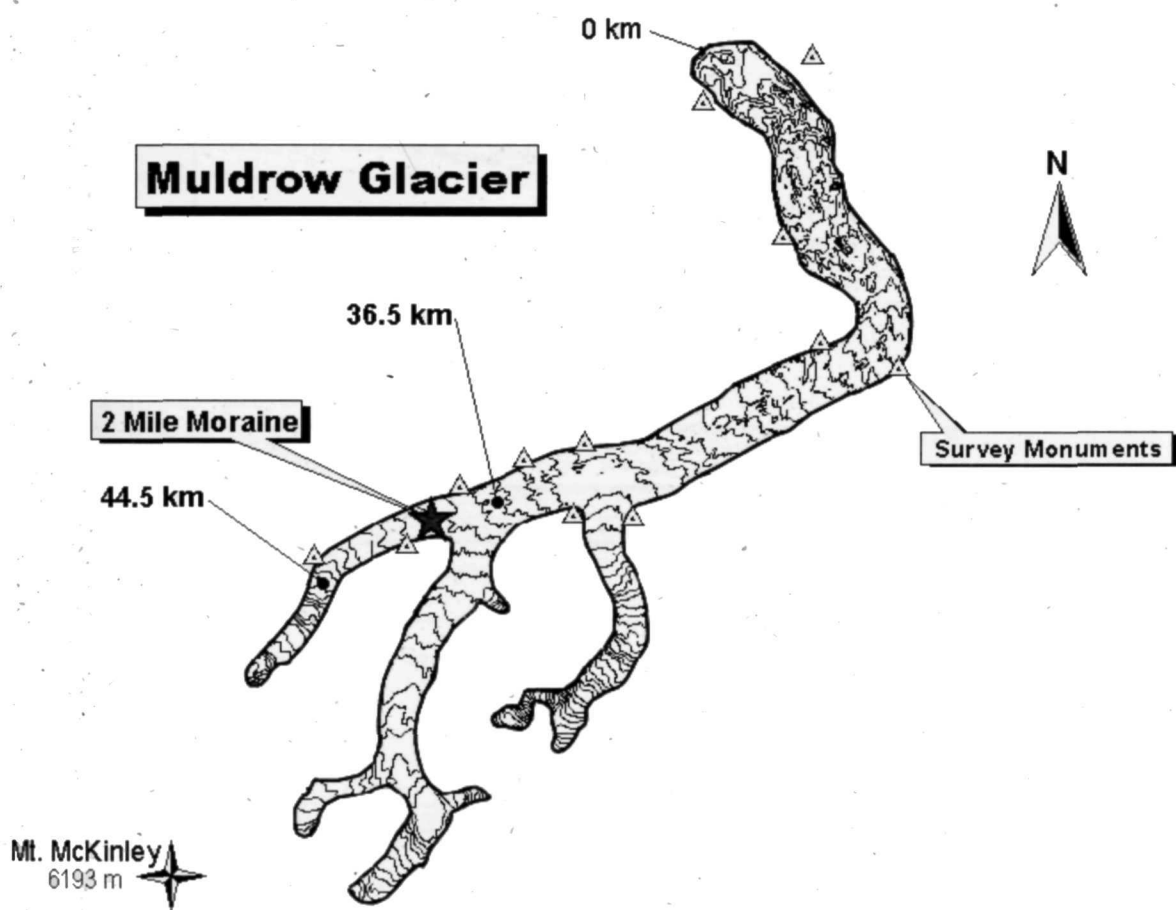 0 km
Muldrow Glacier
N
36.5 km
2 Mile Moraine
Survey Monuments
44.5 km
Mt. McKinley
6193 m